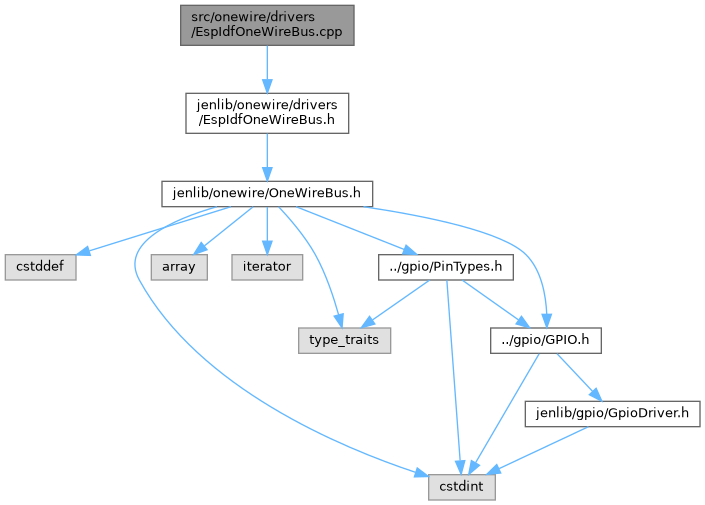 src/onewire/drivers
/EspIdfOneWireBus.cpp
jenlib/onewire/drivers
/EspIdfOneWireBus.h
jenlib/onewire/OneWireBus.h
cstddef
array
iterator
../gpio/PinTypes.h
type_traits
../gpio/GPIO.h
jenlib/gpio/GpioDriver.h
cstdint